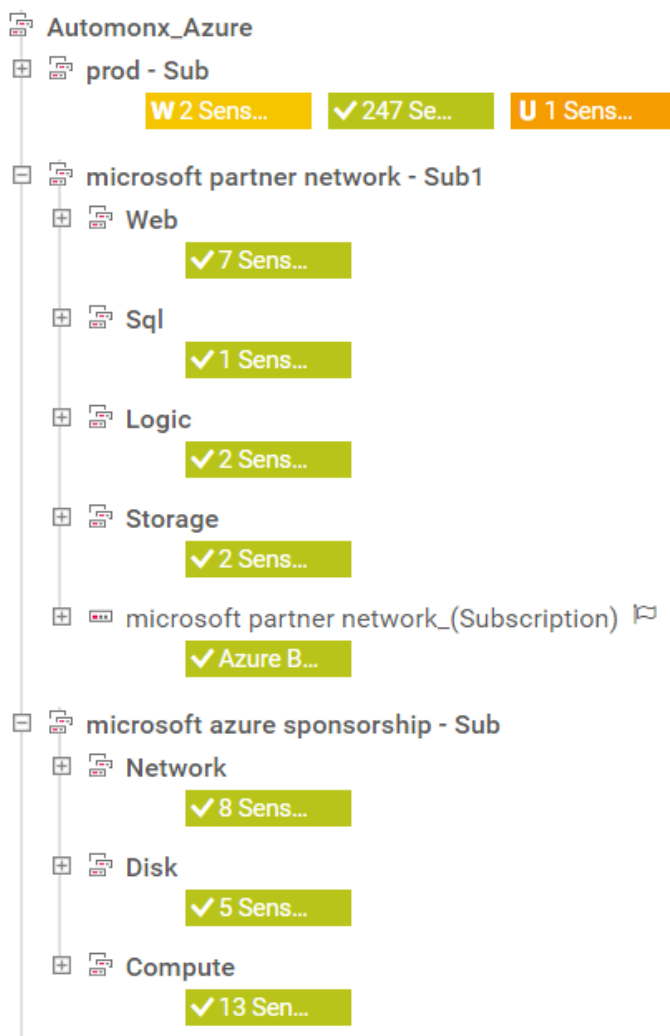 Automonx_Azure
prod - Sub
W 2 Sens... 247 Se... U 1 Sens...
microsoft partner network - Sub1
Web
7 Sens...
Sql
1 Sens...
Logic
2 Sens...
Storage
2 Sens...
microsoft partner network_(Subscription)
Azure B...
microsoft azure sponsorship - Sub
Network
8 Sens...
Disk
5 Sens...
Compute
13 Sen...